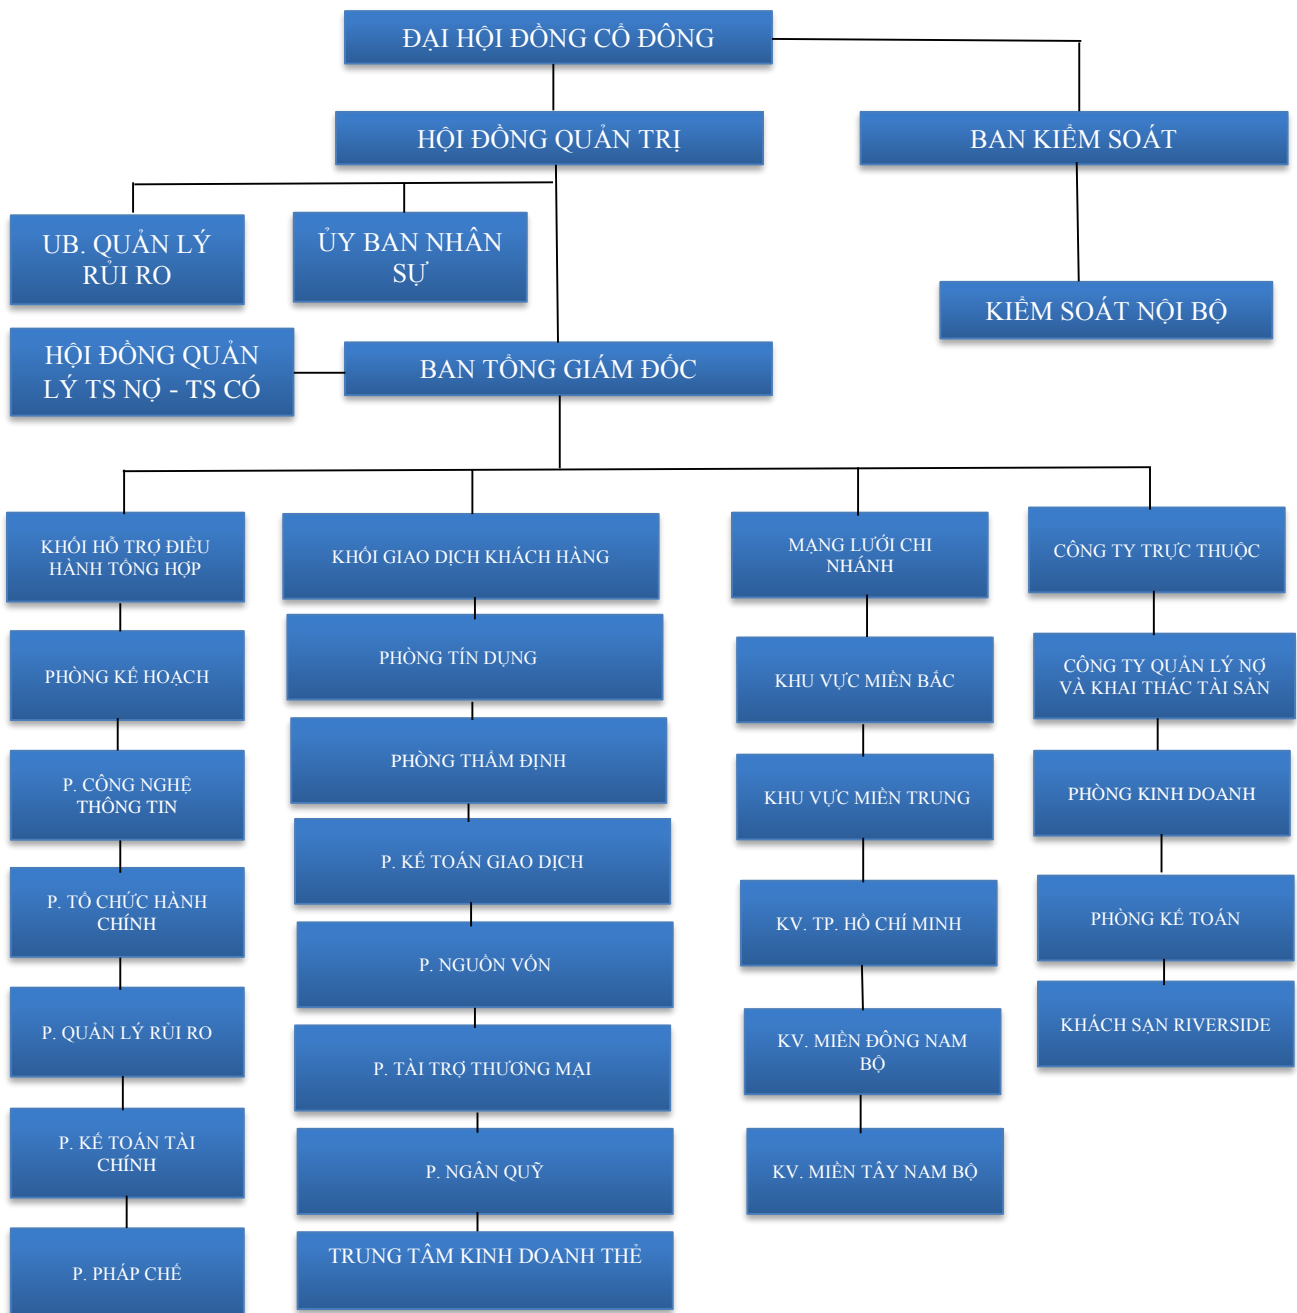 ĐẠI HỘI ĐỒNG CỔ ĐÔNG
HỘI ĐỒNG QUẢN TRỊ
BAN KIỂM SOÁT
UB. QUẢN LÝ
RỦI RO
ỦY BAN NHÂN
SỰ
KIỂM SOÁT NỘI BỘ
HỘI ĐỒNG QUẢN
LÝ TS NỢ - TS CÓ
BAN TỔNG GIÁM ĐỐC
KHỐI HỖ TRỢ ĐIỀU
HÀNH TỔNG HỢP
PHÒNG KẾ HOẠCH
P. CÔNG NGHỆ
THÔNG TIN
P. TỔ CHỨC HÀNH
CHÍNH
P. QUẢN LÝ RỦI RO
P. KẾ TOÁN TÀI
CHÍNH
P. PHÁP CHẾ
KHỐI GIAO DỊCH KHÁCH HÀNG
PHÒNG TÍN DỤNG
PHÒNG THẨM ĐỊNH
P. KẾ TOÁN GIAO DỊCH
P. NGUỒN VỐN
P. TÀI TRỢ THƯƠNG MẠI
P. NGÂN QUỸ
TRUNG TÂM KINH DOANH THẺ
MẠNG LƯỚI CHI
NHÁNH
KHU VỰC MIỀN BẮC
KHU VỰC MIỀN TRUNG
KV. TP. HỒ CHÍ MINH
KV. MIỀN ĐÔNG NAM
BỘ
KV. MIỀN TÂY NAM BỘ
CÔNG TY TRỰC THUỘC
CÔNG TY QUẢN LÝ NỢ
VÀ KHAI THÁC TÀI SẢN
PHÒNG KINH DOANH
PHÒNG KẾ TOÁN
KHÁCH SẠN RIVERSIDE